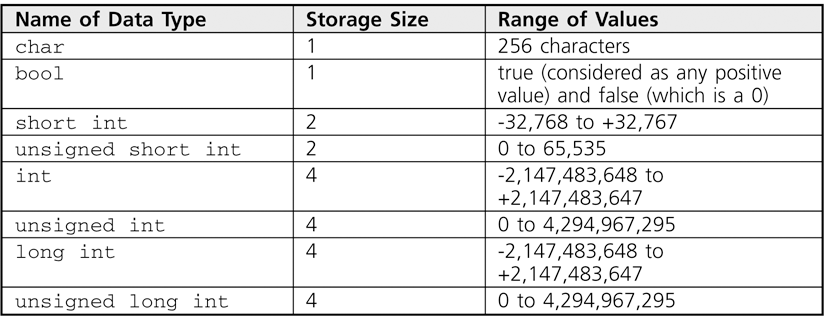 Name of Data Type Storage Size Range of Values
char 1 256 characters
bool 1 true (considered as any positive
value) and false (which is a 0)
short int 2 -32,768 to +32,767
unsigned short int 2 0 to 65,535
int 4 -2,147,483,648 to
+2,147,483,647
unsigned int 4 0 to 4,294,967,295
long int 4 -2,147,483,648 to
+2,147,483,647
unsigned long int 4 0 to 4,294,967,295